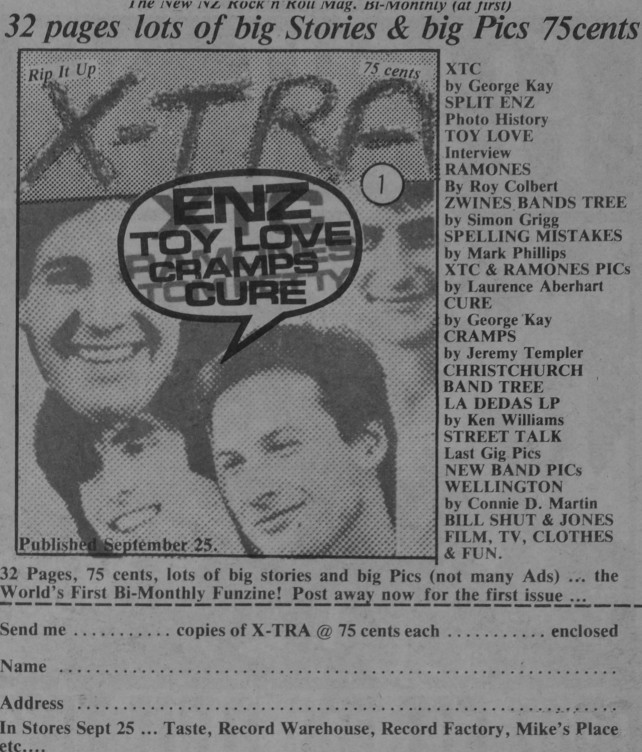 The New NZ Rock'n Roll Mag. Bi-Monthly (at first)
32 pages lots of big Stories & big Pics 75cents
Rip It Up
75 cents
X-TRA
1
ENZ
XTC
TOY LOVE
RAMONES
CRAMPS
TOM PETTY
CURE
Published September 25.
XTC
by George Kay
SPLIT ENZ
Photo History
TOY LOVE
Interview
RAMONES
By Roy Colbert
ZWINES BANDS TREE
by Simon Grigg
SPELLING MISTAKES
by Mark Phillips
XTC & RAMONES PICs
by Laurence Aberhart
CURE
by George Kay
CRAMPS
by Jeremy Templer
CHRISTCHURCH
BAND TREE
LA DEDAS LP
by Ken Williams
STREET TALK
Last Gig Pics
NEW BAND PICs
WELLINGTON
by Connie D. Martin
BILL SHUT & JONES
FILM, TV, CLOTHES
& FUN.
32 Pages, 75 cents, lots of big stories and big Pics (not many Ads) ... the
World's First Bi-Monthly Funzine! Post away now for the first issue ...
Send me .......... copies of X-TRA @ 75 cents each .......... enclosed
Name ..........
Address ..........
In Stores Sept 25 ... Taste, Record Warehouse, Record Factory, Mike's Place
etc....